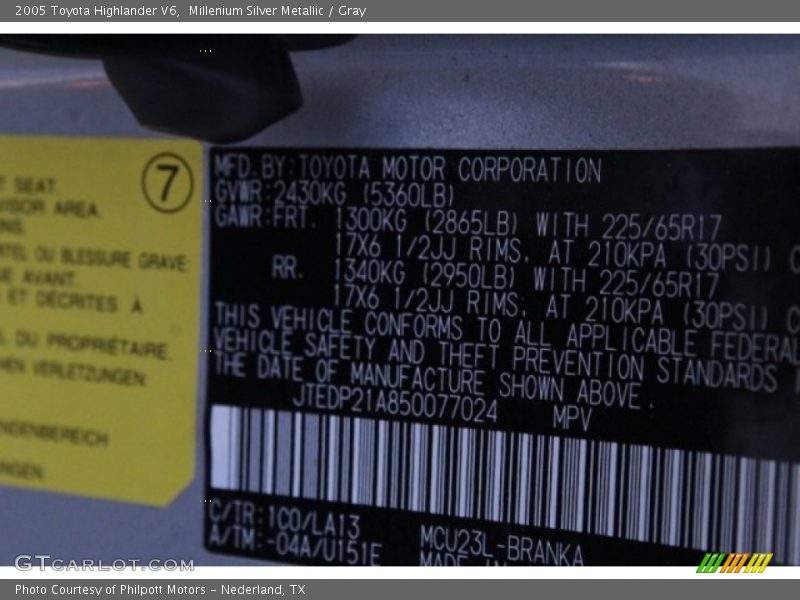 2005 Toyota Highlander V6, Millenium Silver Metallic / Gray
SEAT.
AREA.
⑦
OU BLESSURE GRAVE
AVANT.
ET DÉCRITES À
DU PROPRIÉTAIRE.
VERLETZUNGEN
MFD. BY: TOYOTA MOTOR CORPORATION
GVWR: 2430KG (5360LB)
GAWR: FRT. 1300KG (2865LB) WITH 225/65R17
17X6 1/2JJ RIMS, AT 210KPA (30PSI) C
RR. 1340KG (2950LB) WITH 225/65R17
17X6 1/2JJ RIMS, AT 210KPA (30PSI) C
THIS VEHICLE CONFORMS TO ALL APPLICABLE FEDERAL
VEHICLE SAFETY AND THEFT PREVENTION STANDARDS
THE DATE OF MANUFACTURE SHOWN ABOVE.
JTEDP21A850077024 MPV
C/TR: 1C0/LA13
A/TM: -04A/U151E
MCU23L-BRANKA
MADE IN
GTCARLOT.COM
Photo Courtesy of Philpott Motors - Nederland, TX